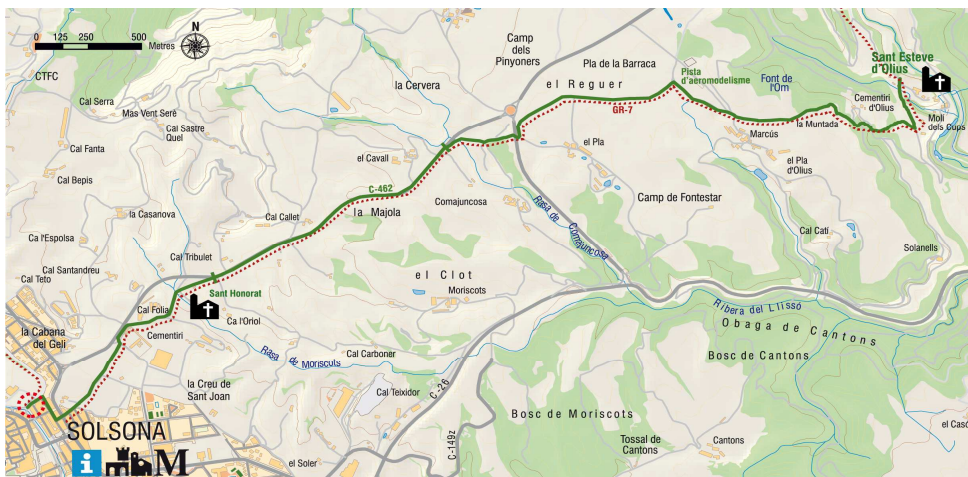 0 125 250 500 Metres
N
CTFC
Cal Serra
Mas Vent Serè
Cal Sastre
Quel
Cal Fanta
Cal Bepis
la Casanova
Ca l'Espolsa
Cal Santandreu
Cal Teto
Cal Tribulet
Cal Callet
la Cabana
del Geli
Cal Folia
Cementiri
Sant Honorat
Ca l'Oriol
la Creu de
Sant Joan
SOLSONA
i
M
el Soler
Camp
dels
Pinyoners
la Cervera
el Cavall
C-462
la Majola
Comajuncosa
el Clot
Moriscots
Rasa de Moriscots
Cal Carboner
Cal Teixidor
C-26
C-149z
Pla de la Barraca
el Reguer
GR-7
Pista
d'aeromodelisme
Font de
l'Om
el Pla
Marcús
la Muntada
Cementiri
d'Olius
Sant Esteve
d'Olius
Molí
dels Cups
el Pla
d'Olius
Camp de Fontestar
Cal Catí
Solanells
Rasa de Comajuncosa
Ribera del Llissó
Obaga de Cantons
Bosc de Cantons
Bosc de Moriscots
Tossal de
Cantons
Cantons